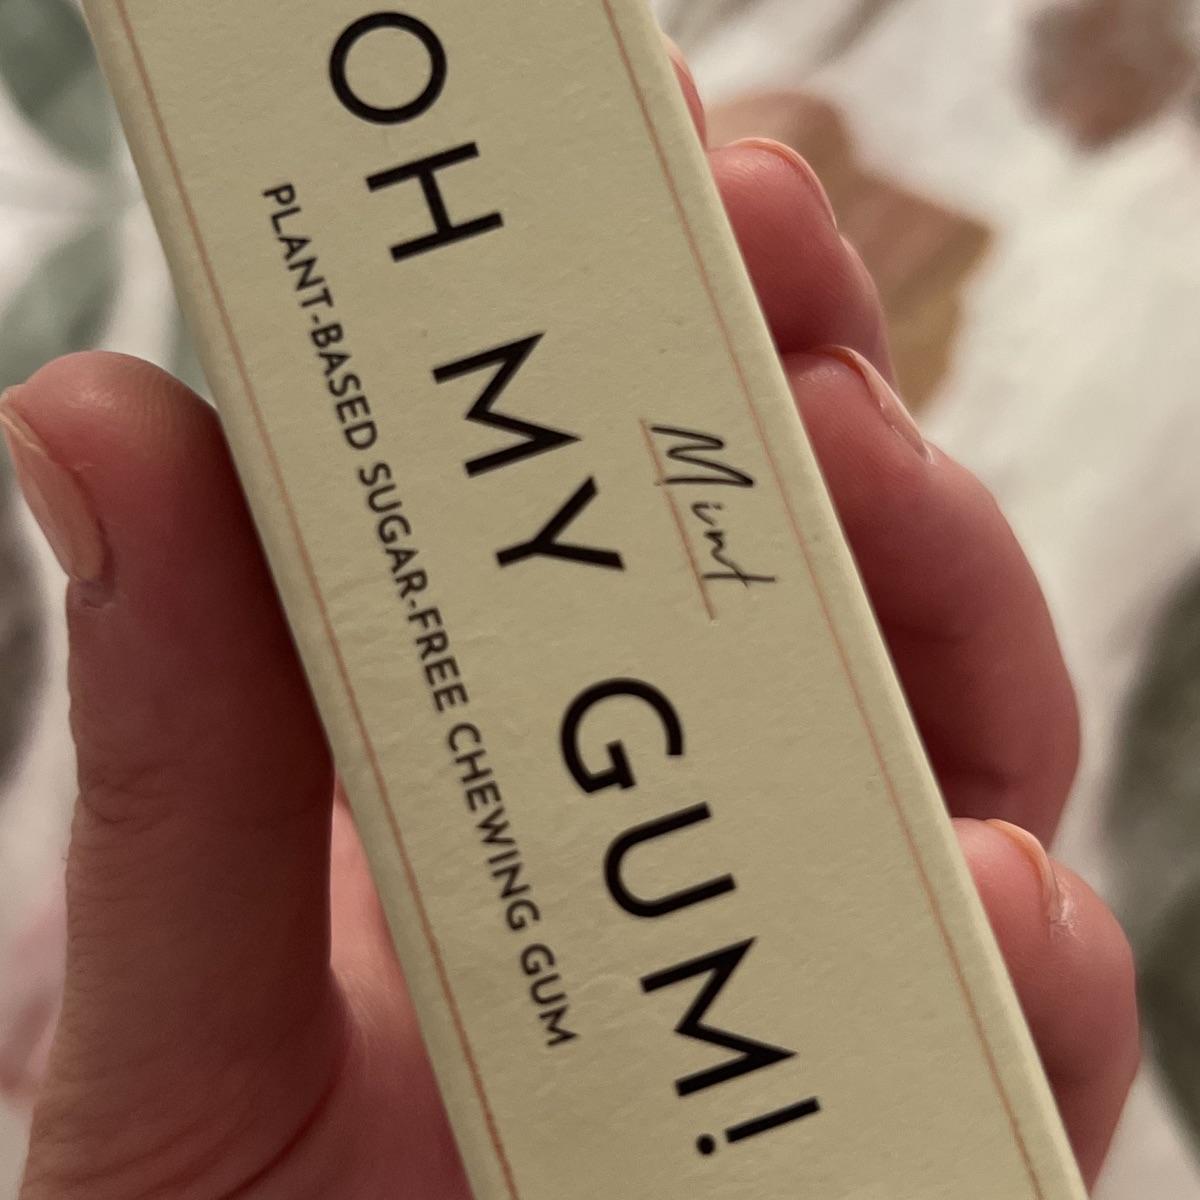 Mint
OH MY GUM!
PLANT-BASED SUGAR-FREE CHEWING GUM